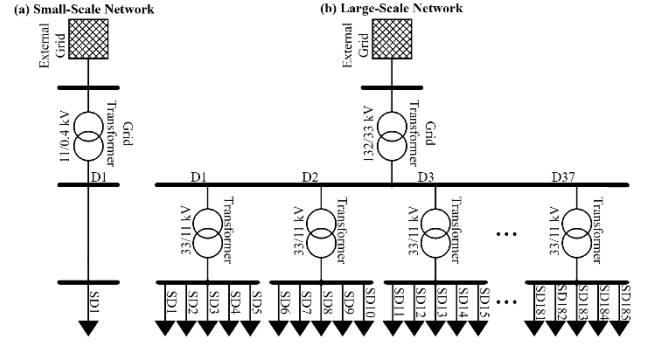 (a) Small-Scale Network
(b) Large-Scale Network
External
Grid
External
Grid
11/0.4 kV
Grid
Transformer
132/33 kV
Grid
Transformer
D1
D1
D2
D3
D37
33/11 kV
Transformer
33/11 kV
Transformer
33/11 kV
Transformer
...
33/11 kV
Transformer
SD1
SD1
SD2
SD3
SD4
SD5
SD6
SD7
SD8
SD9
SD10
SD11
SD12
SD13
SD14
SD15
...
SD181
SD182
SD183
SD184
SD185